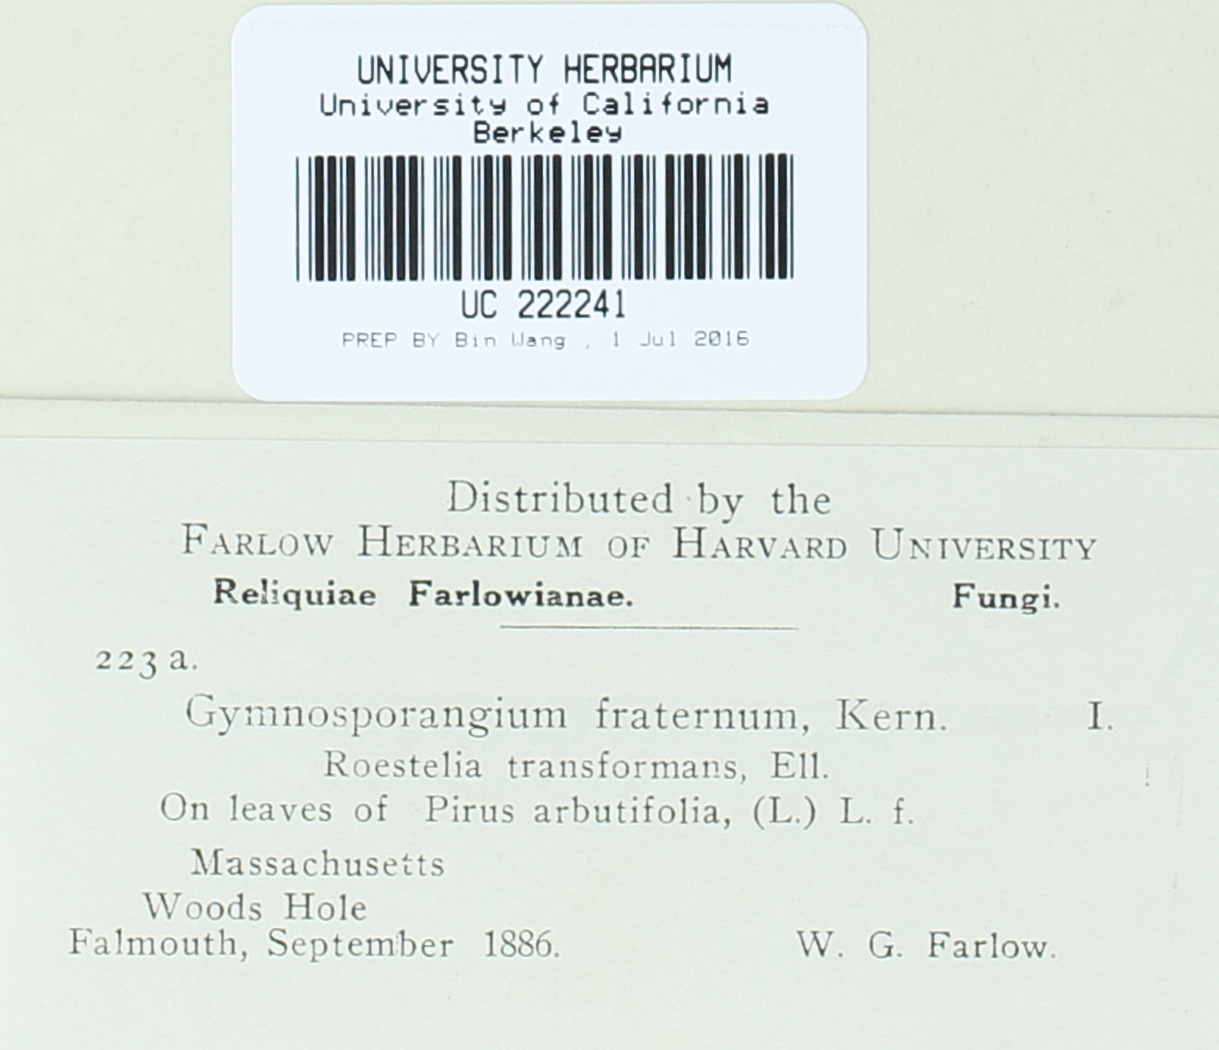 UNIVERSITY HERBARIUM
University of California
Berkeley
UC 222241
PREP BY Bin Wang , 1 Jul 2016
Distributed by the
FARLOW HERBARIUM OF HARVARD UNIVERSITY
Reliquiae Farlowianae. Fungi.
223 a.
Gymnosporangium fraternum, Kern. I.
Roestelia transformans, Ell.
On leaves of Pirus arbutifolia, (L.) L. f.
Massachusetts
Woods Hole
Falmouth, September 1886. W. G. Farlow.